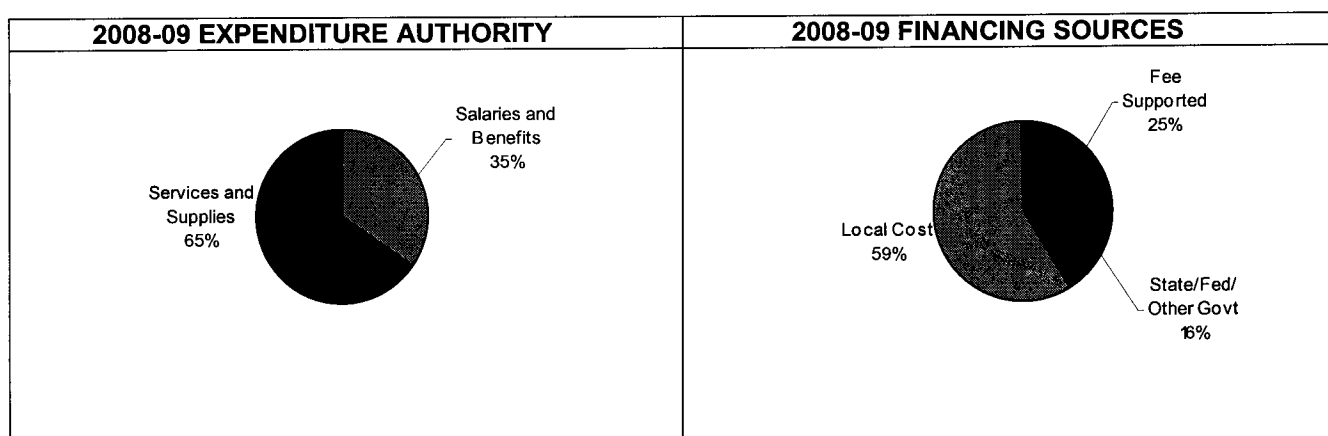 2008-09 EXPENDITURE AUTHORITY
Salaries and
Benefits
35%
Services and
Supplies
65%
2008-09 FINANCING SOURCES
Fee
Supported
25%
Local Cost
59%
State/Fed/
Other Govt
16%